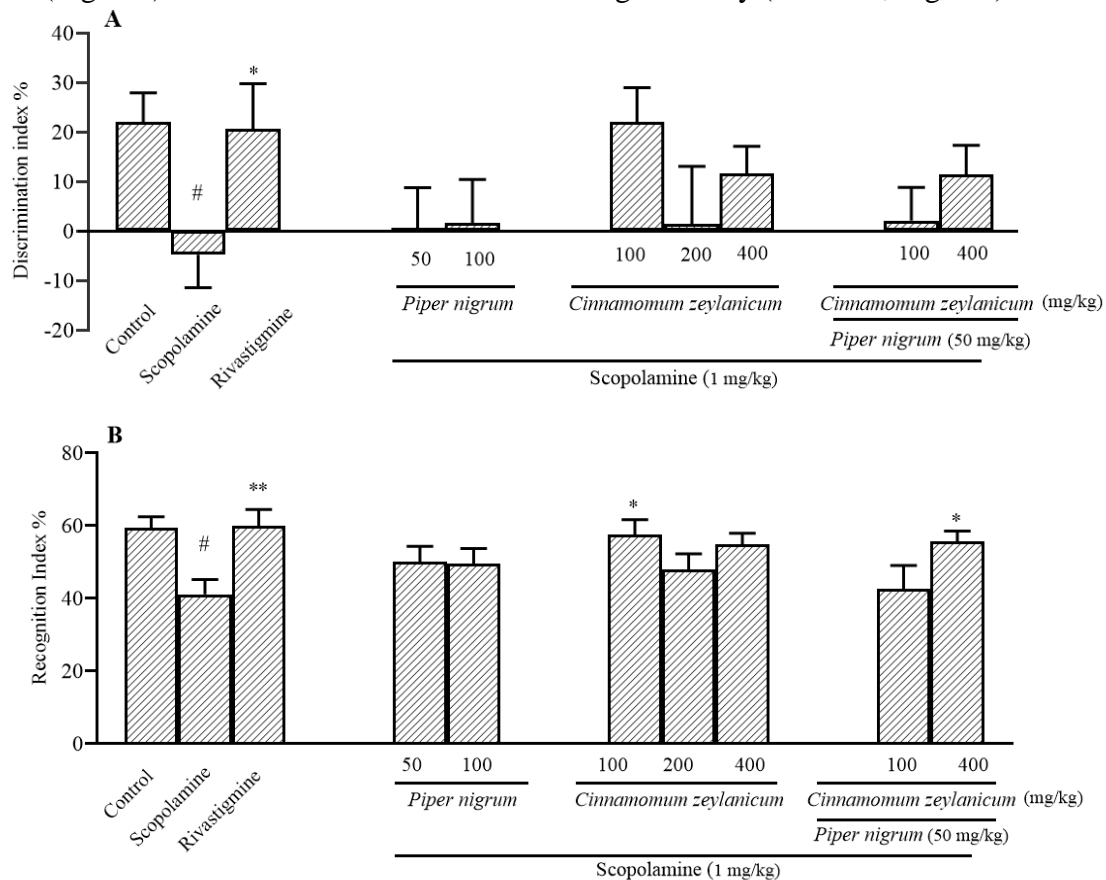 A
40
30
20
10
0
-10
-20
Discrimination index %
*
#
Control
Scopolamine
Rivastigmine
50 100 100 200 400 100 400
Piper nigrum Cinnamomum zeylanicum Cinnamomum zeylanicum (mg/kg)
Piper nigrum (50 mg/kg)
Scopolamine (1 mg/kg)
B
80
60
40
20
0
Recognition Index %
** * *
#
Control
Scopolamine
Rivastigmine
50 100 100 200 400 100 400
Piper nigrum Cinnamomum zeylanicum Cinnamomum zeylanicum (mg/kg)
Piper nigrum (50 mg/kg)
Scopolamine (1 mg/kg)